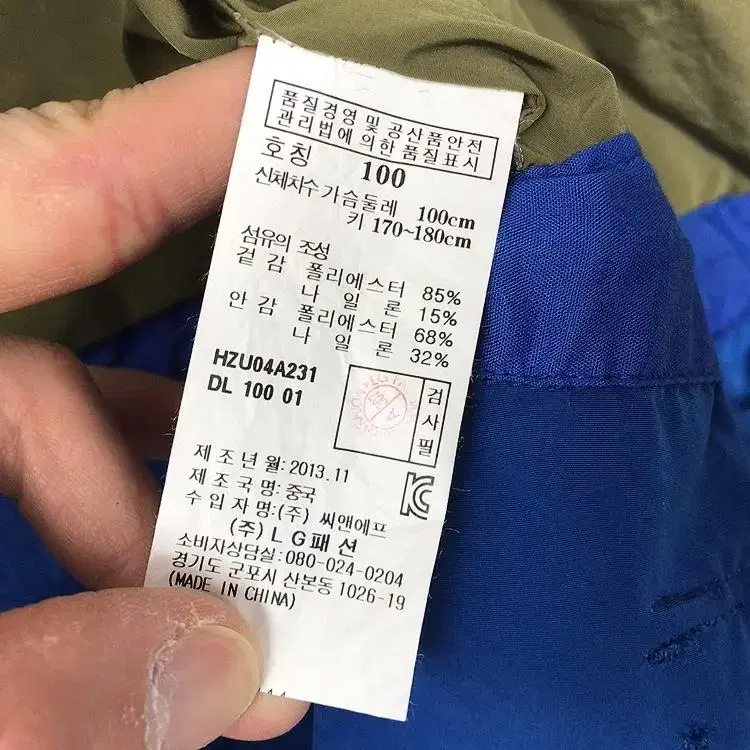 품질경영 및 공산품안전
관리법에 의한 품질표시
호칭 100
신체차수 가슴둘레 100cm
키 170~180cm
섬유의 조성
겉감 폴리에스터 85%
나일론 15%
안감 폴리에스터 68%
나일론 32%
HZU04A231
DL 100 01
검사필
제조년월: 2013.11
제조국명: 중국
수입자명:(주) 씨앤에프
(주) LG패션
소비자상담실: 080-024-0204
경기도 군포시 산본동 1026-19
(MADE IN CHINA)